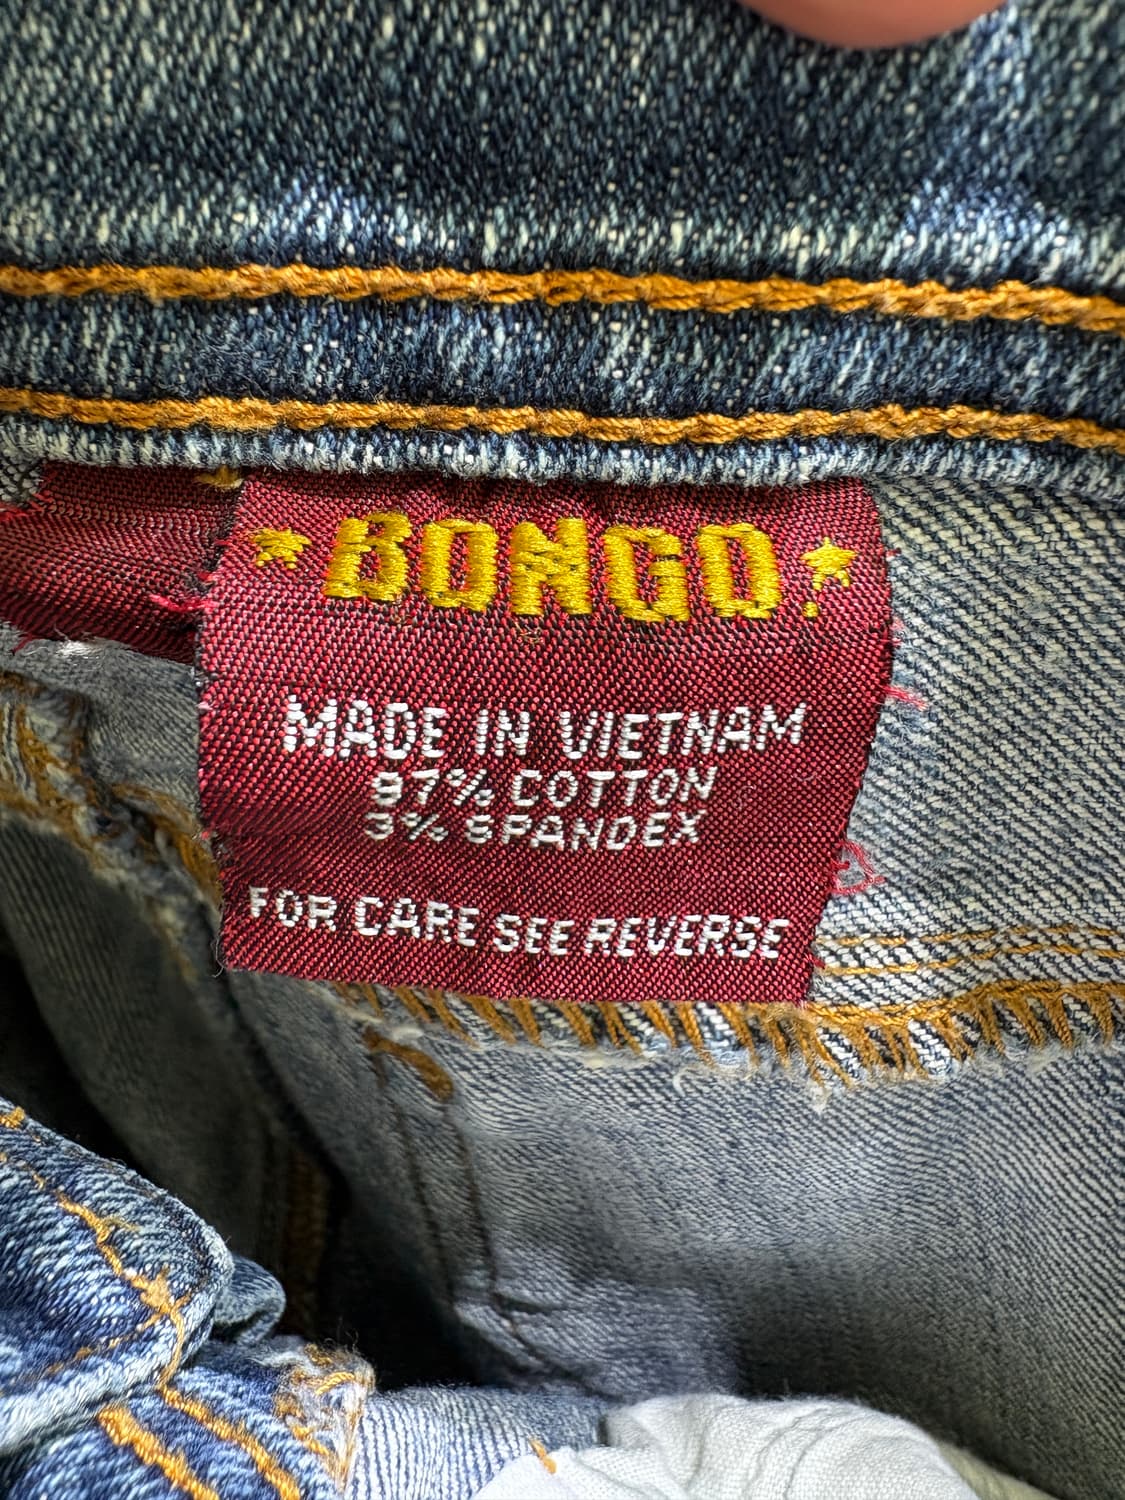 BONGO
MADE IN VIETNAM
97% COTTON
3% SPANDEX
FOR CARE SEE REVERSE